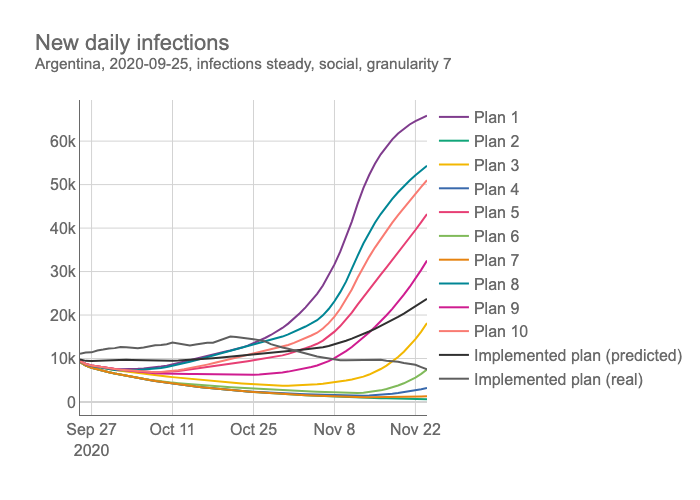 New daily infections
Argentina, 2020-09-25, infections steady, social, granularity 7
60k
50k
40k
30k
20k
10k
0
Sep 27
2020
Oct 11
Oct 25
Nov 8
Nov 22
Plan 1
Plan 2
Plan 3
Plan 4
Plan 5
Plan 6
Plan 7
Plan 8
Plan 9
Plan 10
Implemented plan (predicted)
Implemented plan (real)